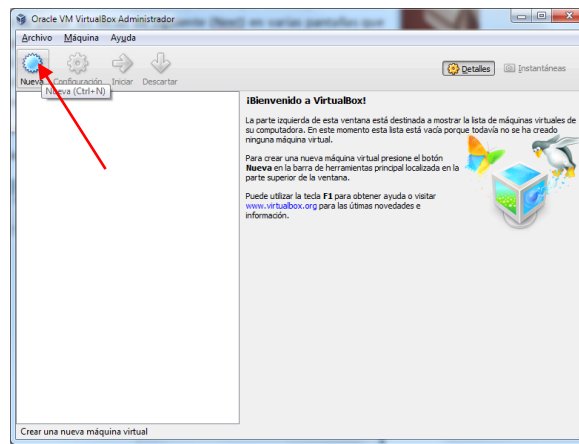 Oracle VM VirtualBox Administrador
Archivo Máquina Ayuda
Nueva Configuración Iniciar Descartar
Detalles Instantáneas
Nueva (Ctrl+N)
¡Bienvenido a VirtualBox!
La parte izquierda de esta ventana está destinada a mostrar la lista de máquinas virtuales de
su computadora. En este momento esta lista está vacía porque todavía no se ha creado
ninguna máquina virtual.
Para crear una nueva máquina virtual presione el botón
Nueva en la barra de herramientas principal localizada en la
parte superior de la ventana.
Puede utilizar la tecla F1 para obtener ayuda o visitar
www.virtualbox.org para las útimas novedades e
información.
Crear una nueva máquina virtual